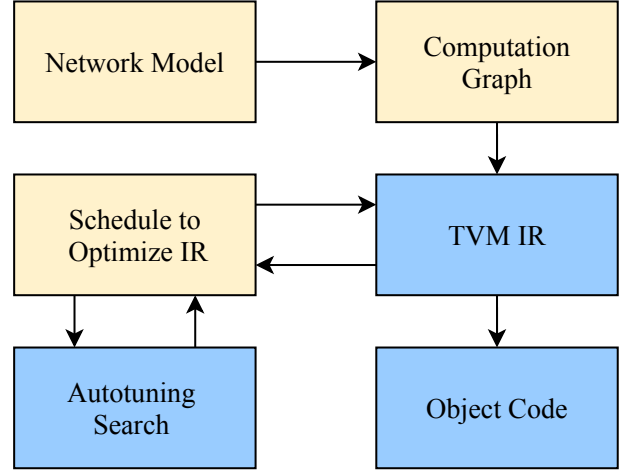 Network Model
Computation
Graph
Schedule to
Optimize IR
TVM IR
Autotuning
Search
Object Code